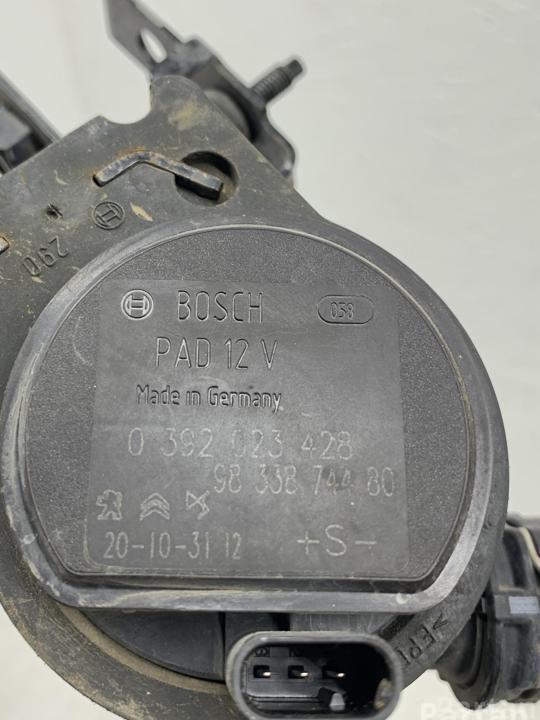 290
BOSCH
058
PAD 12 V
Made in Germany
0 392 023 428
98 338 744 80
20-10-31 12
+S-
>EP